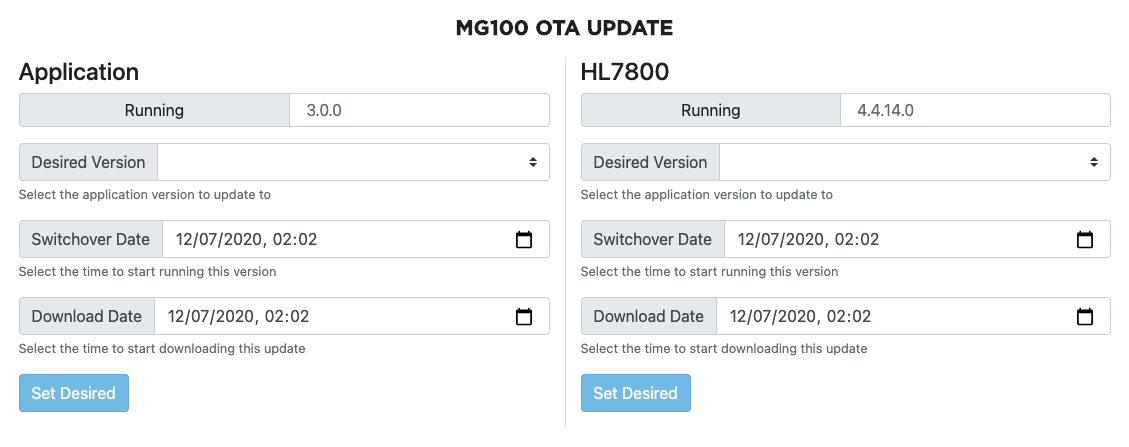 MG100 OTA UPDATE
Application
Running 3.0.0
Desired Version
Select the application version to update to
Switchover Date 12/07/2020, 02:02
Select the time to start running this version
Download Date 12/07/2020, 02:02
Select the time to start downloading this update
Set Desired
HL7800
Running 4.4.14.0
Desired Version
Select the application version to update to
Switchover Date 12/07/2020, 02:02
Select the time to start running this version
Download Date 12/07/2020, 02:02
Select the time to start downloading this update
Set Desired